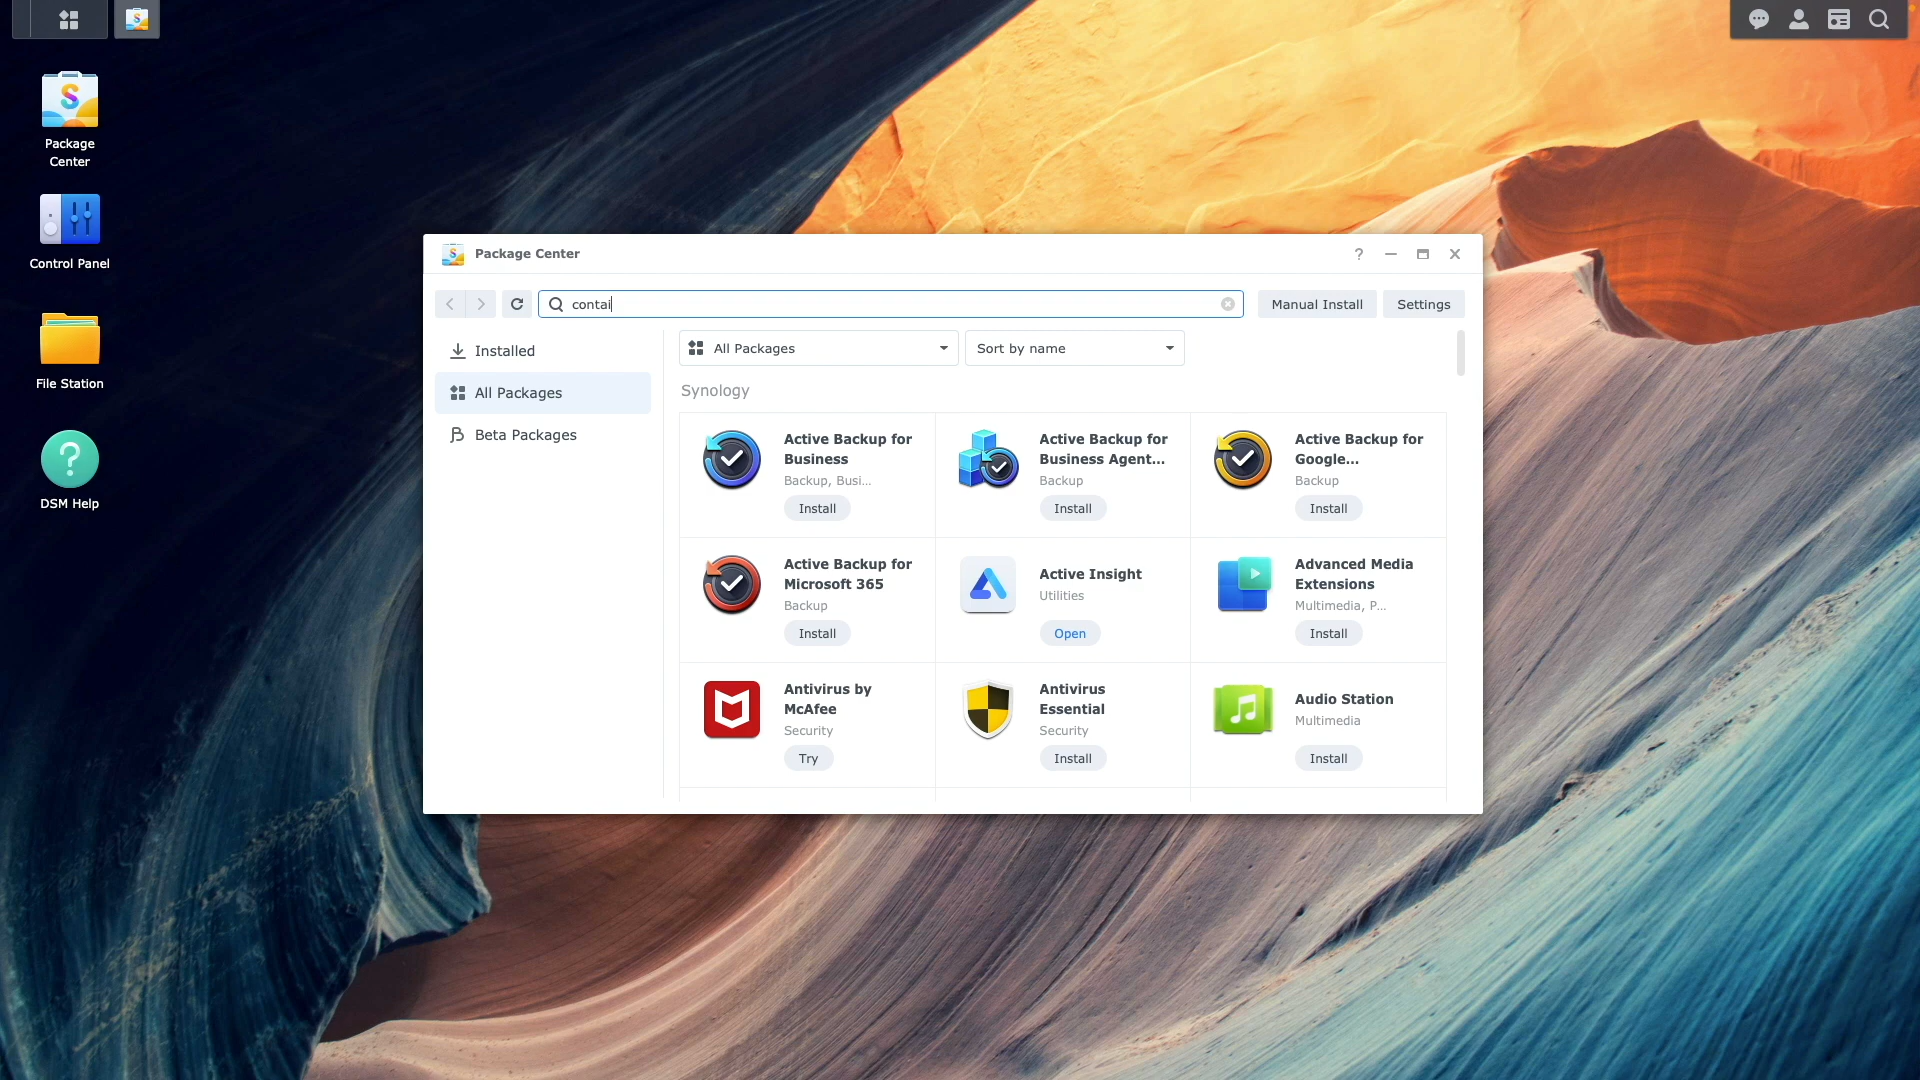 Package
Center
Control Panel
File Station
DSM Help
Package Center
contai
Manual Install
Settings
Installed
All Packages
Beta Packages
All Packages
Sort by name
Synology
Active Backup for
Business
Backup, Busi...
Install
Active Backup for
Business Agent...
Backup
Install
Active Backup for
Google...
Backup
Install
Active Backup for
Microsoft 365
Backup
Install
Active Insight
Utilities
Open
Advanced Media
Extensions
Multimedia, P...
Install
Antivirus by
McAfee
Security
Try
Antivirus
Essential
Security
Install
Audio Station
Multimedia
Install